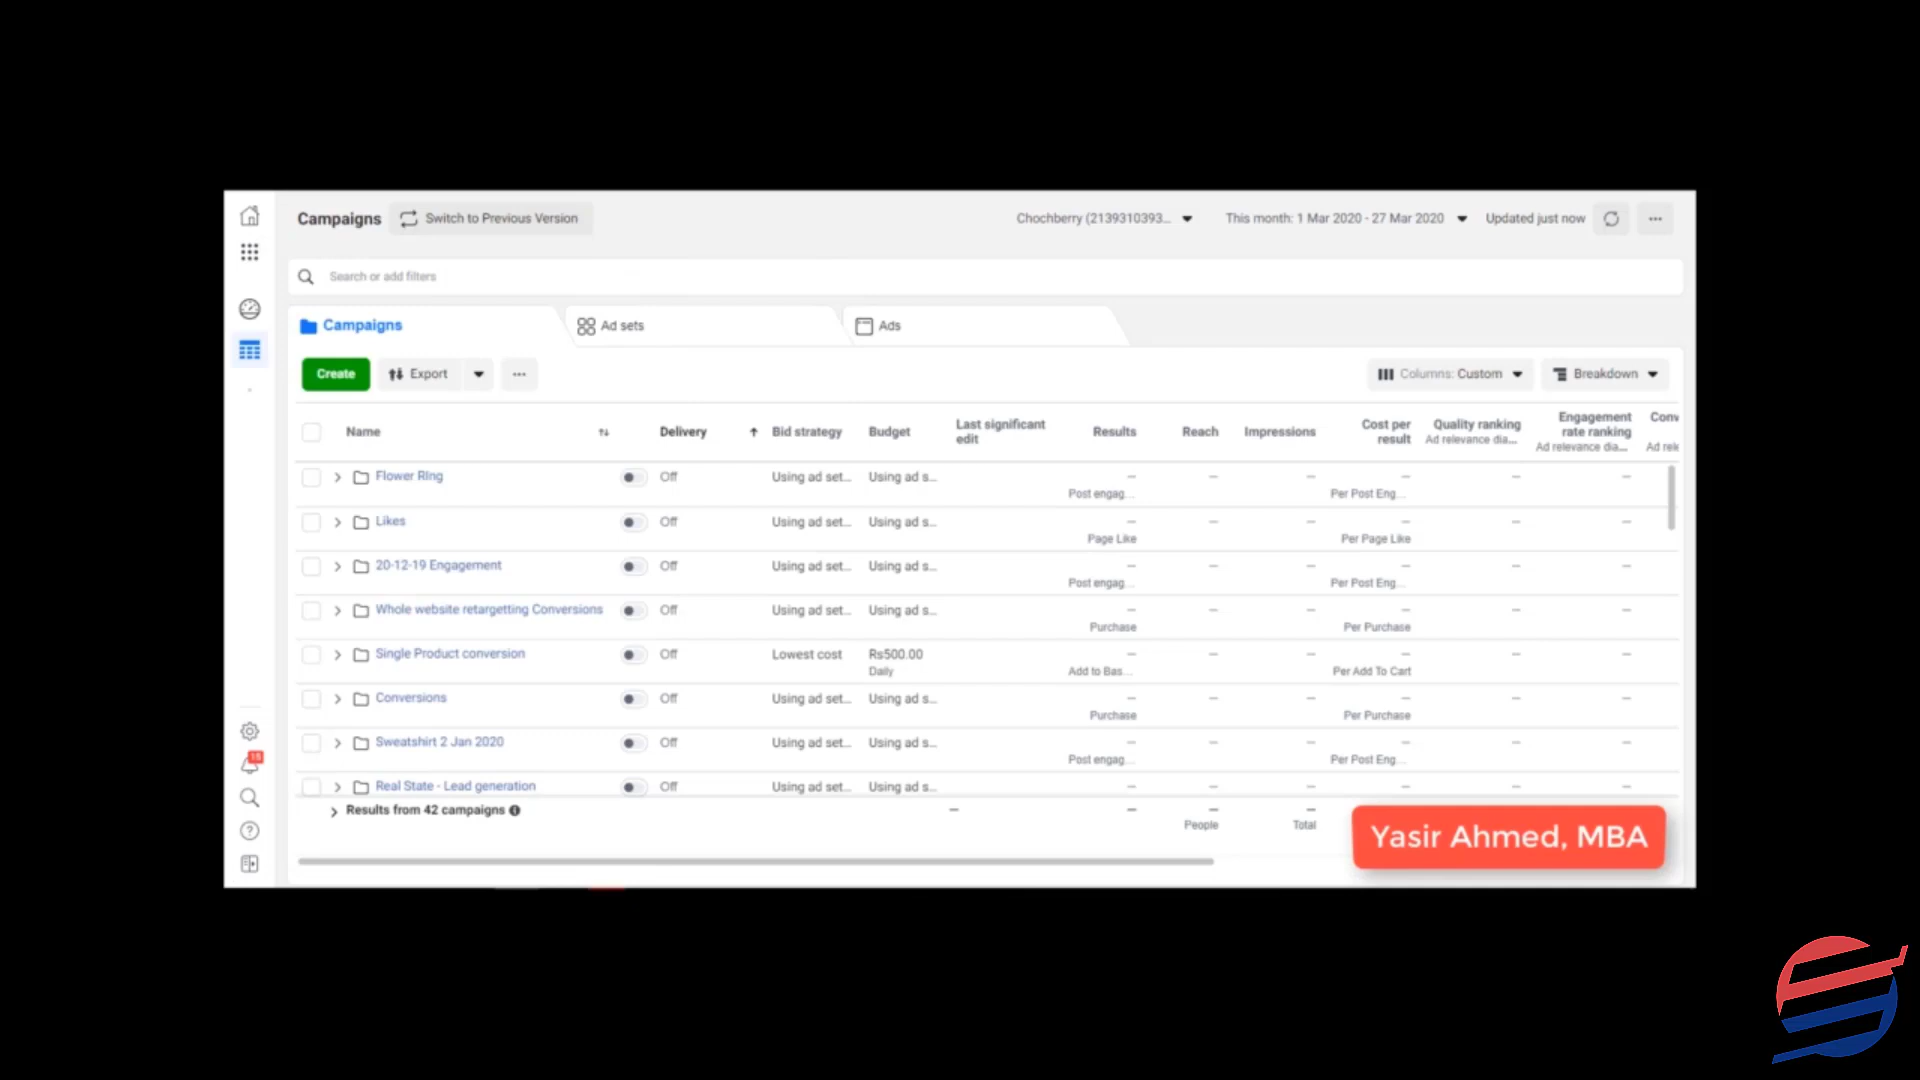 Campaigns Switch to Previous Version Chochberry (2139310393... This month: 1 Mar 2020 - 27 Mar 2020 Updated just now
Search or add filters
Campaigns Ad sets Ads
Create Export Columns: Custom Breakdown
Name Delivery Bid strategy Budget Last significant edit Results Reach Impressions Cost per result Quality ranking Ad relevance dia... Engagement rate ranking Ad relevance dia... Conv Ad rele
Flower RIng Off Using ad set... Using ad s... — — — — — —
Post engag... Per Post Eng...
Likes Off Using ad set... Using ad s... — — — — — —
Page Like Per Page Like
20-12-19 Engagement Off Using ad set... Using ad s... — — — — — —
Post engag... Per Post Eng...
Whole website retargetting Conversions Off Using ad set... Using ad s... — — — — — —
Purchase Per Purchase
Single Product conversion Off Lowest cost Rs500.00 — — — — — —
Daily Add to Bas... Per Add To Cart
Conversions Off Using ad set... Using ad s... — — — — — —
Purchase Per Purchase
Sweatshirt 2 Jan 2020 Off Using ad set... Using ad s... — — — — — —
Post engag... Per Post Eng...
Real State - Lead generation Off Using ad set... Using ad s... — — — — — —
Results from 42 campaigns — — — —
People Total
15
Yasir Ahmed, MBA